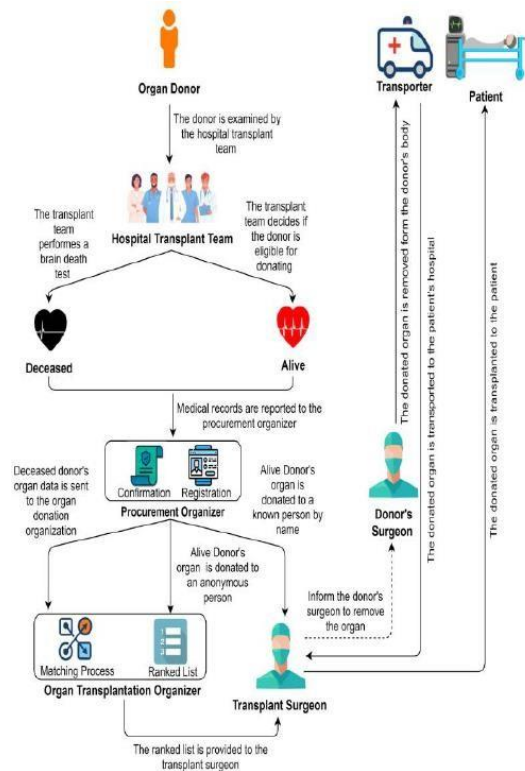 Organ Donor
Transporter
Patient
The donor is examined by
the hospital transplant
team
The transplant
team
performes a
brain death
test
Hospital Transplant Team
The transplant
team decides if
the donor is
eligible for
donating
Deceased
Alive
Medical records are reported to the
procurement organizer
Confirmation
Registration
Procurement Organizer
Deceased donor's
organ data is sent
to the organ
donation
organization
Alive Donor's
organ is
donated to a
known person by
name
Alive Donor's
organ is donated to
an anonymous
person
Matching Process
Ranked List
Organ Transplantation Organizer
The ranked list is provided to the
transplant surgeon
Transplant Surgeon
Inform the donor's
surgeon to remove
the organ
Donor's
Surgeon
The donated organ is removed form the donor's body
The donated organ is transported to the patient's hospital
The donated organ is transplanted to the patient